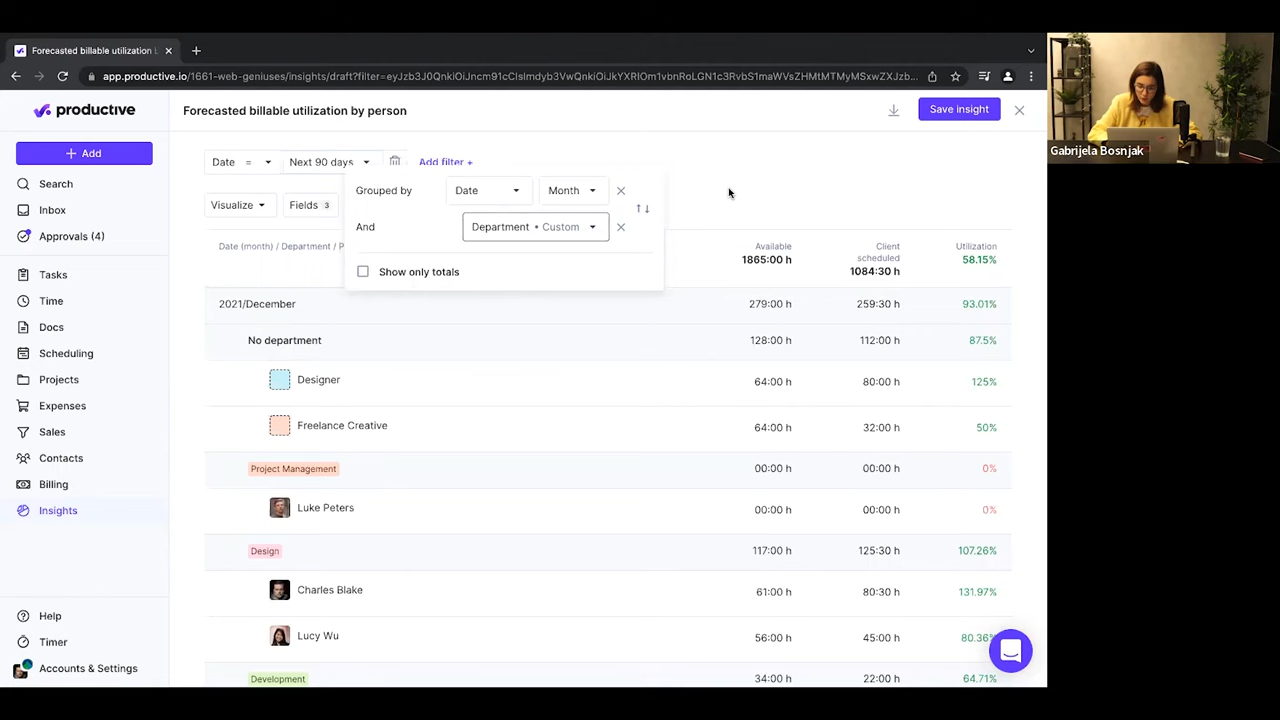 Forecasted billable utilization
app.productive.io/1661-web-geniuses/insights/draft?filter=eyJzb3J0QnkiOiJncm91cCIsImdyb3VwQnkiOiJkYXRlOm1vbnRoLGN1c3RvbS1maWVsZHMtMTMyMSwxZXJzb...
productive
Forecasted billable utilization by person
Save insight
Add
Date = Next 90 days Add filter +
Search
Grouped by Date Month
Visualize Fields 3
Inbox
And Department • Custom
Approvals (4)
Date (month) / Department / P
Available Client scheduled Utilization
1865:00 h 1084:30 h 58.15%
Show only totals
Tasks
Time
2021/December 279:00 h 259:30 h 93.01%
Docs
No department 128:00 h 112:00 h 87.5%
Scheduling
Projects
Designer 64:00 h 80:00 h 125%
Expenses
Freelance Creative 64:00 h 32:00 h 50%
Sales
Contacts
Project Management 00:00 h 00:00 h 0%
Billing
Luke Peters 00:00 h 00:00 h 0%
Insights
Design 117:00 h 125:30 h 107.26%
Charles Blake 61:00 h 80:30 h 131.97%
Help
Lucy Wu 56:00 h 45:00 h 80.36%
Timer
Accounts & Settings
Development 34:00 h 22:00 h 64.71%
Gabrijela Bosnjak